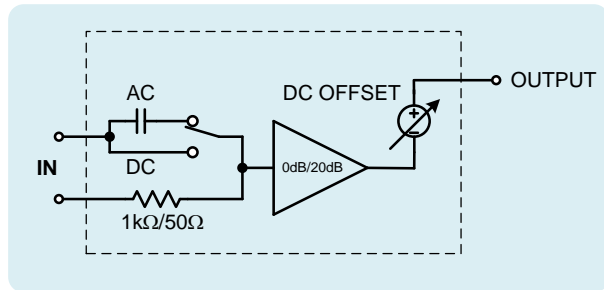 AC
DC OFFSET
OUTPUT
IN
DC
0dB/20dB
1kΩ/50Ω